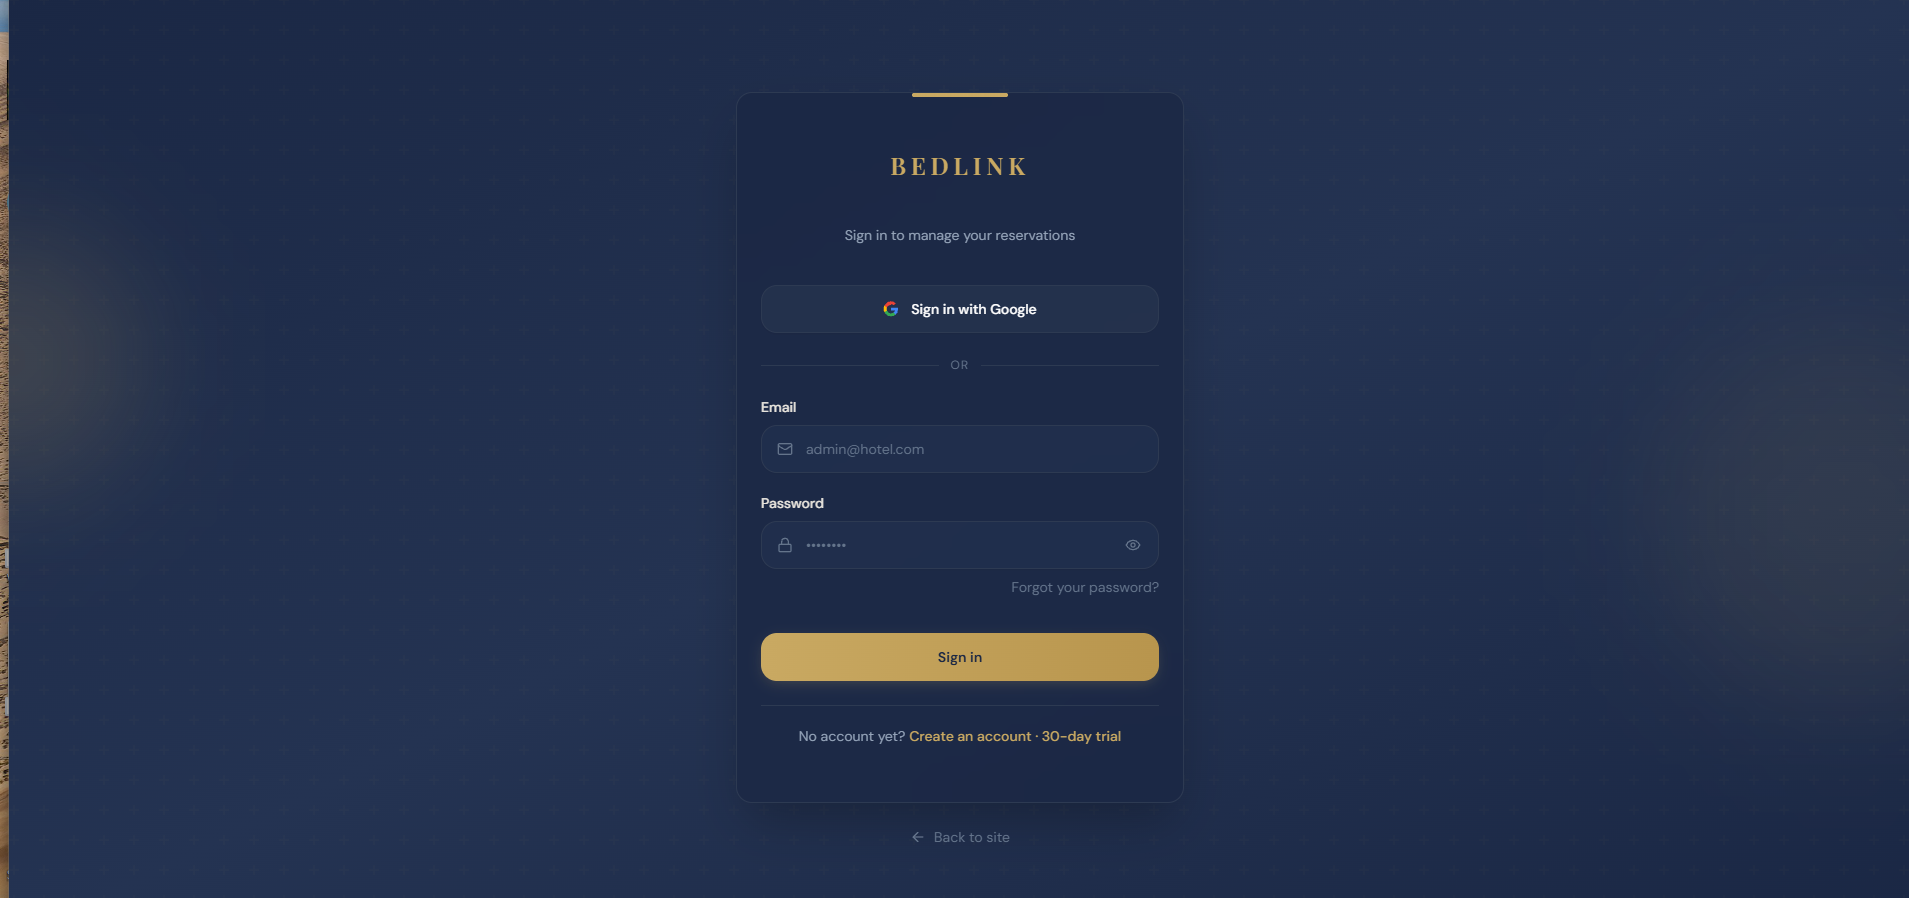 BEDLINK
Sign in to manage your reservations
Sign in with Google
OR
Email
admin@hotel.com
Password
••••••••
Forgot your password?
Sign in
No account yet? Create an account · 30-day trial
← Back to site